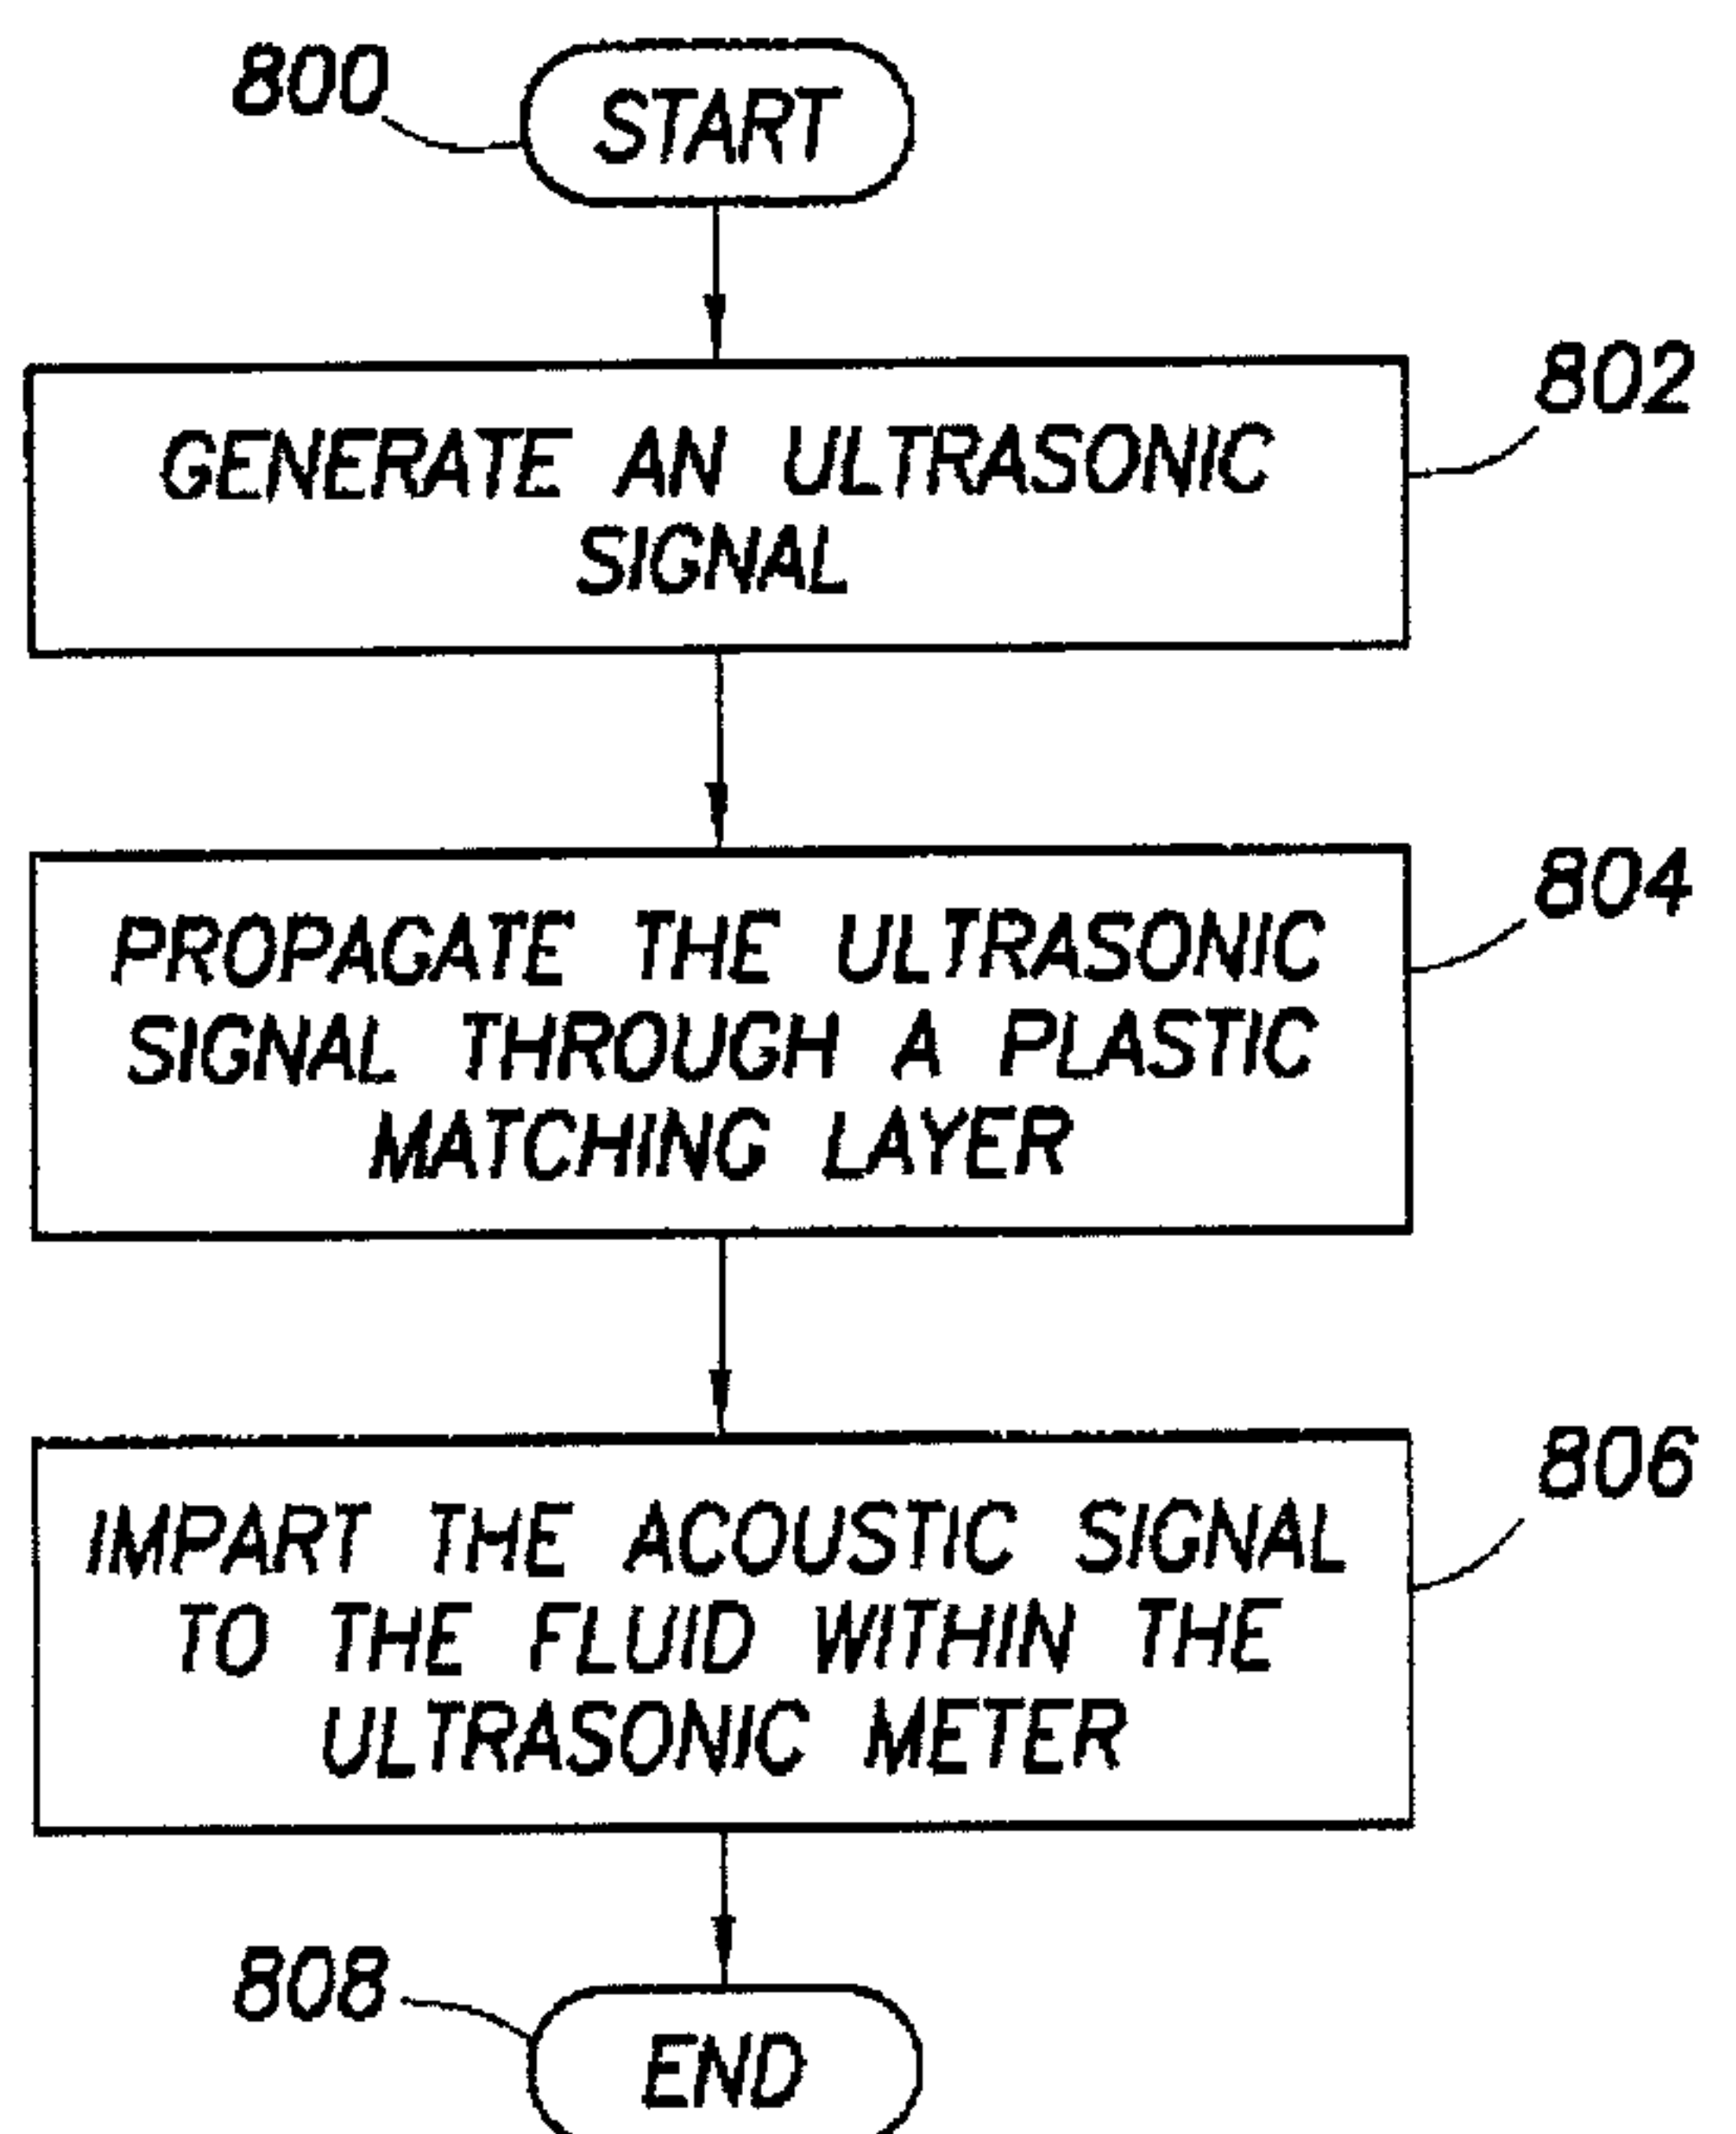 800
START
802
GENERATE AN ULTRASONIC
SIGNAL
804
PROPAGATE THE ULTRASONIC
SIGNAL THROUGH A PLASTIC
MATCHING LAYER
806
IMPART THE ACOUSTIC SIGNAL
TO THE FLUID WITHIN THE
ULTRASONIC METER
808
END